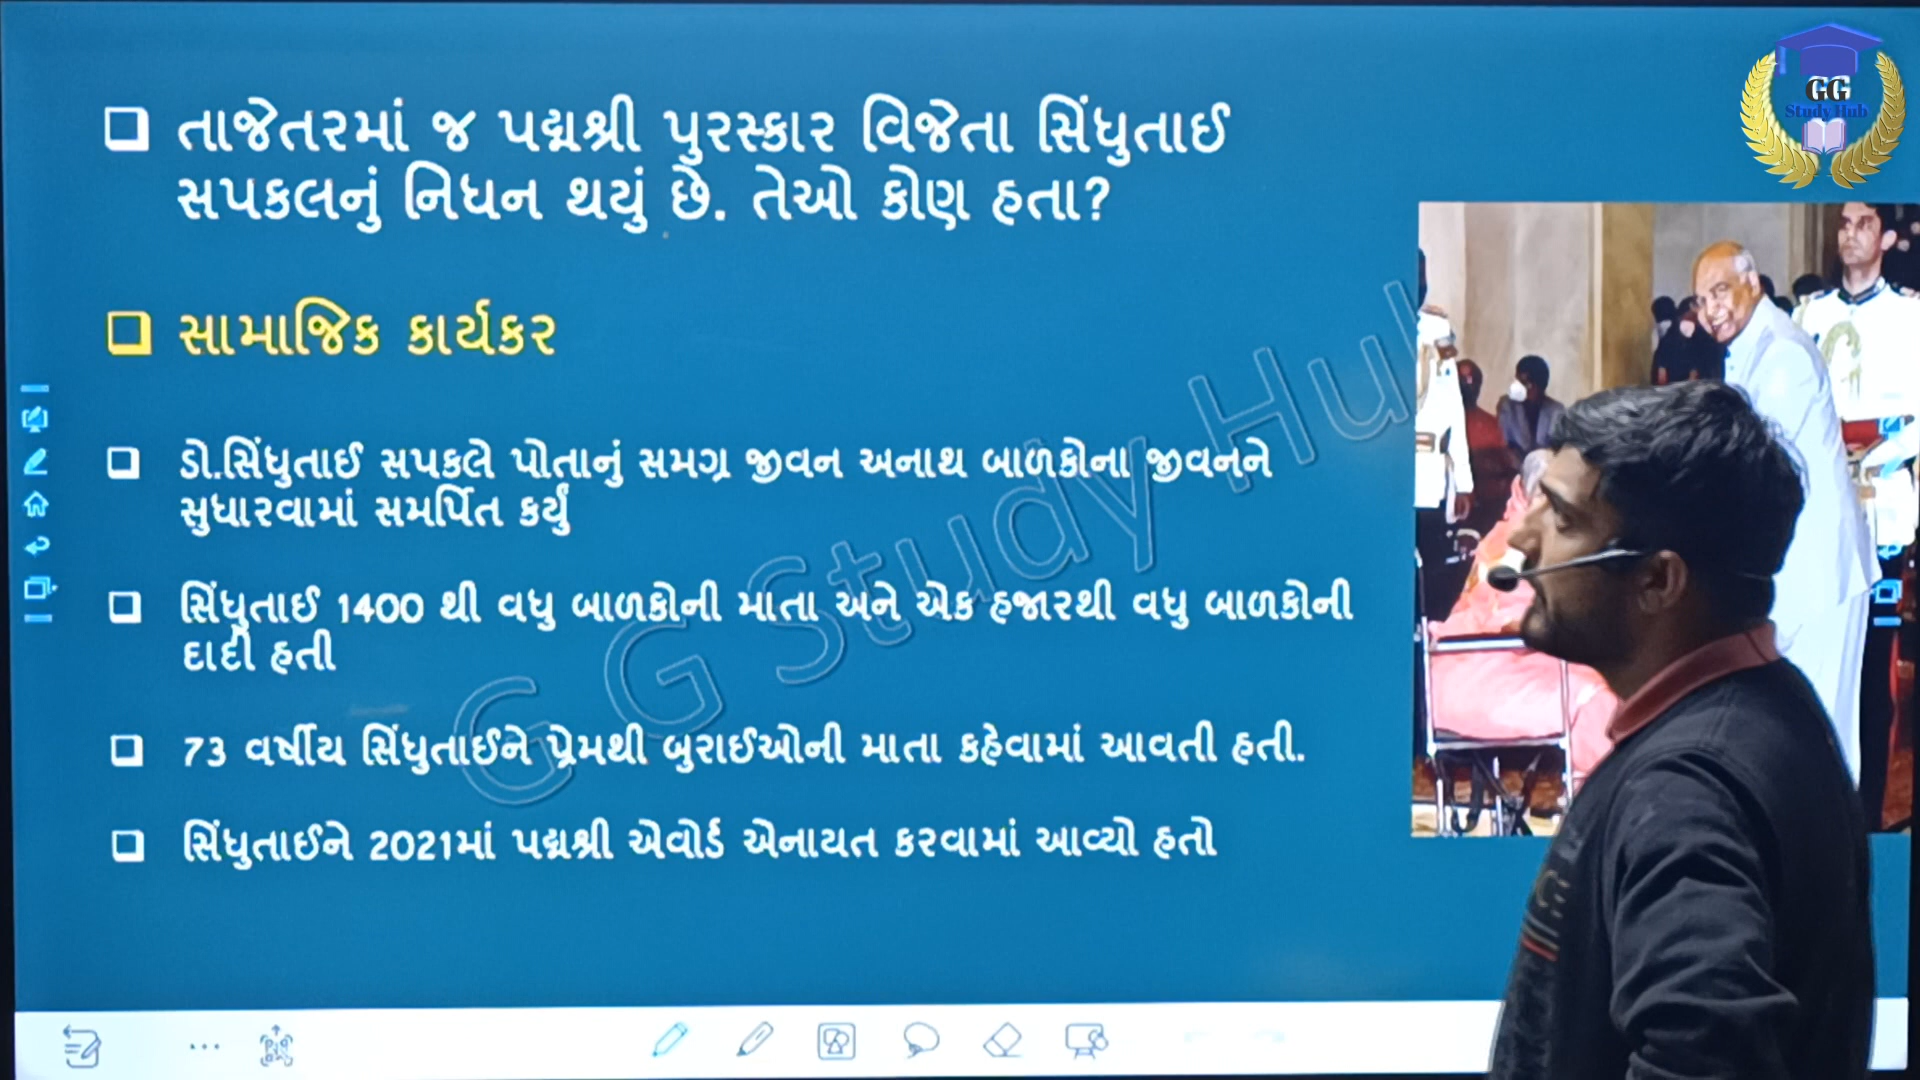 GG
Study Hub
તાજેતરમાં જ પદ્મશ્રી પુરસ્કાર વિજેતા સિંધુતાઈ
સપકલનું નિધન થયું છે. તેઓ કોણ હતા?
સામાજિક કાર્યકર
ડો.સિંધુતાઈ સપકલે પોતાનું સમગ્ર જીવન અનાથ બાળકોના જીવનને
સુધારવામાં સમર્પિત કર્યું
સિંધુતાઈ 1400 થી વધુ બાળકોની માતા અને એક હજારથી વધુ બાળકોની
દાદી હતી
73 વર્ષીય સિંધુતાઈને પ્રેમથી બુરાઈઓની માતા કહેવામાં આવતી હતી.
સિંધુતાઈને 2021માં પદ્મશ્રી એવોર્ડ એનાયત કરવામાં આવ્યો હતો
G G Study Hub